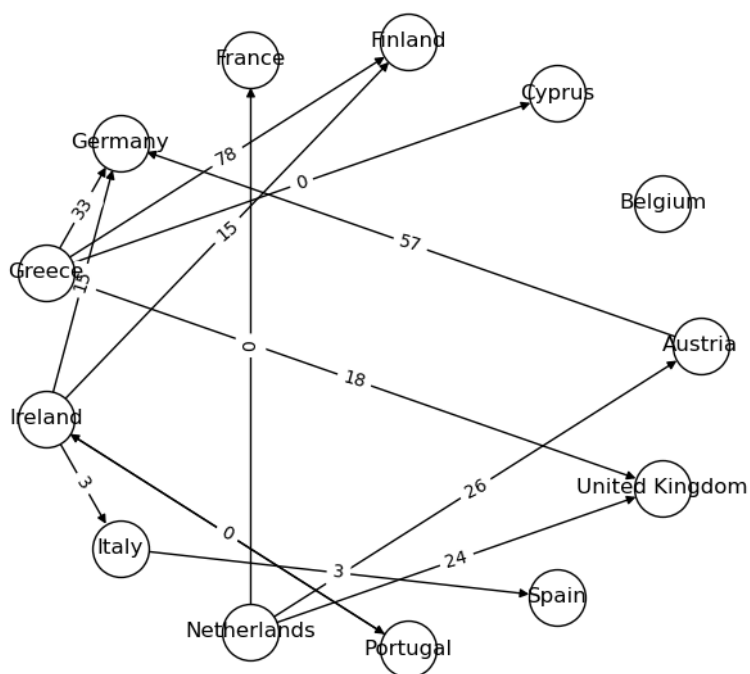 Finland
France
Cyprus
Germany
78
0
Belgium
33
15
57
Greece
15
0
Austria
18
Ireland
3
26
United Kingdom
0
Italy
24
3
Spain
Netherlands
Portugal